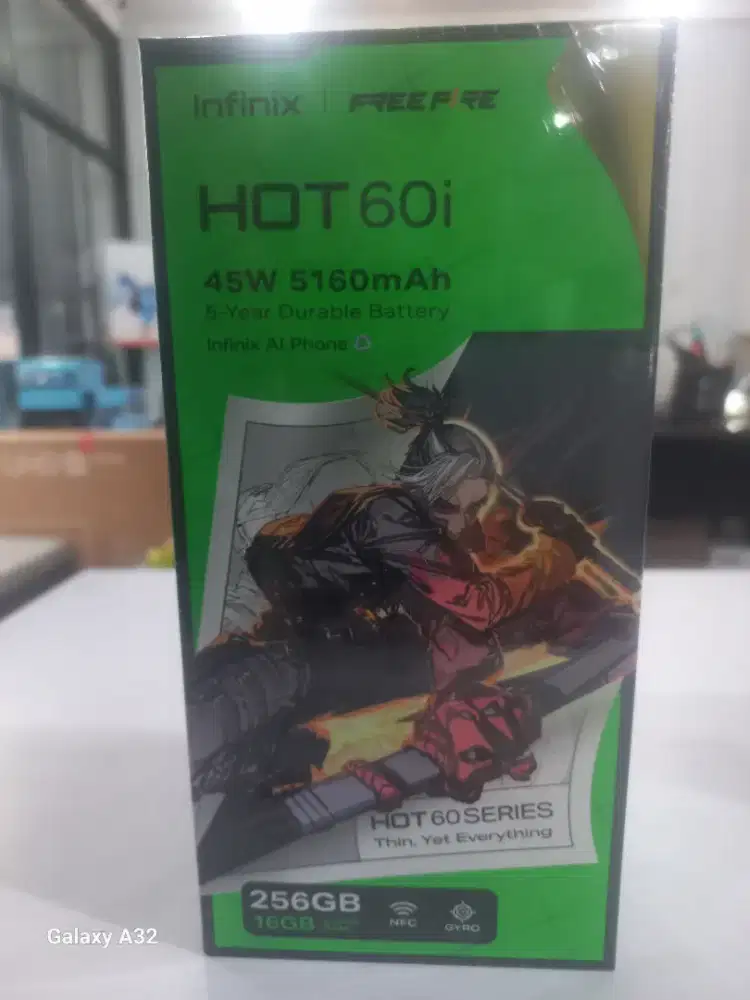 Infinix | FREE FIRE
HOT 60i
45W 5160mAh
5-Year Durable Battery
Infinix AI Phone
HOT 60 SERIES
Thin, Yet Everything
256GB
16GB
NFC
GYRO
Galaxy A32